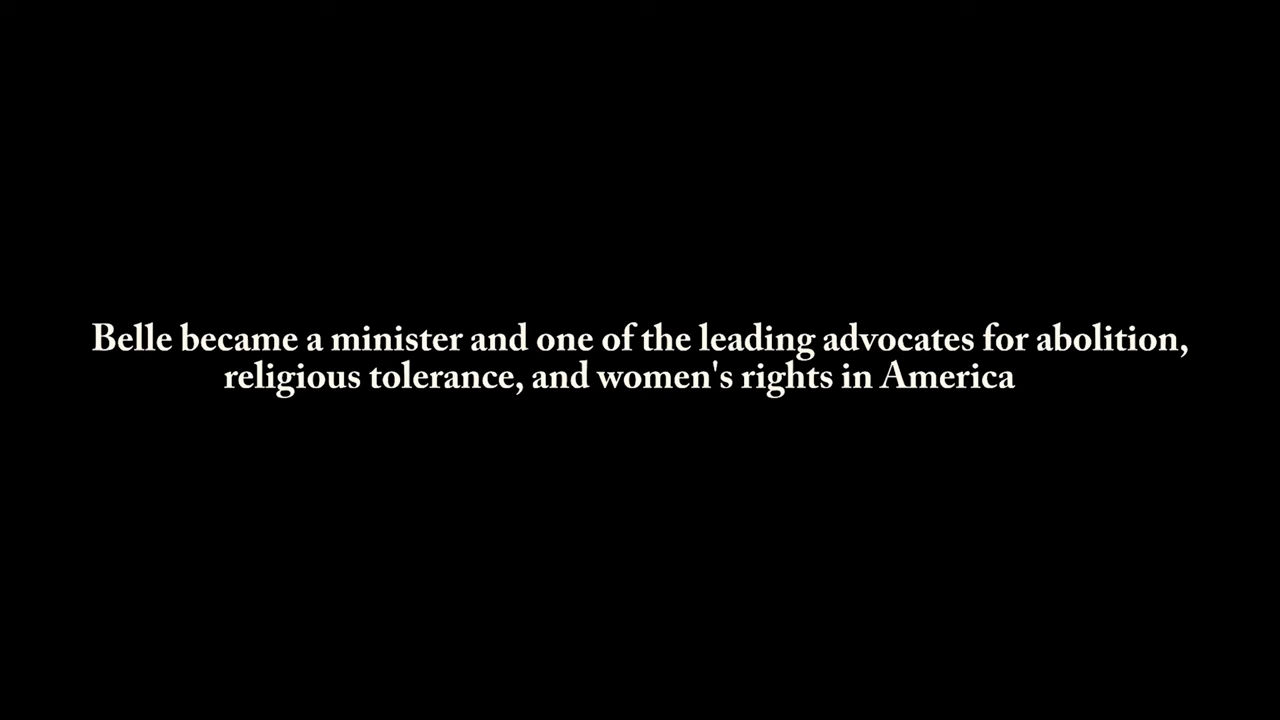 Belle became a minister and one of the leading advocates for abolition,
religious tolerance, and women's rights in America